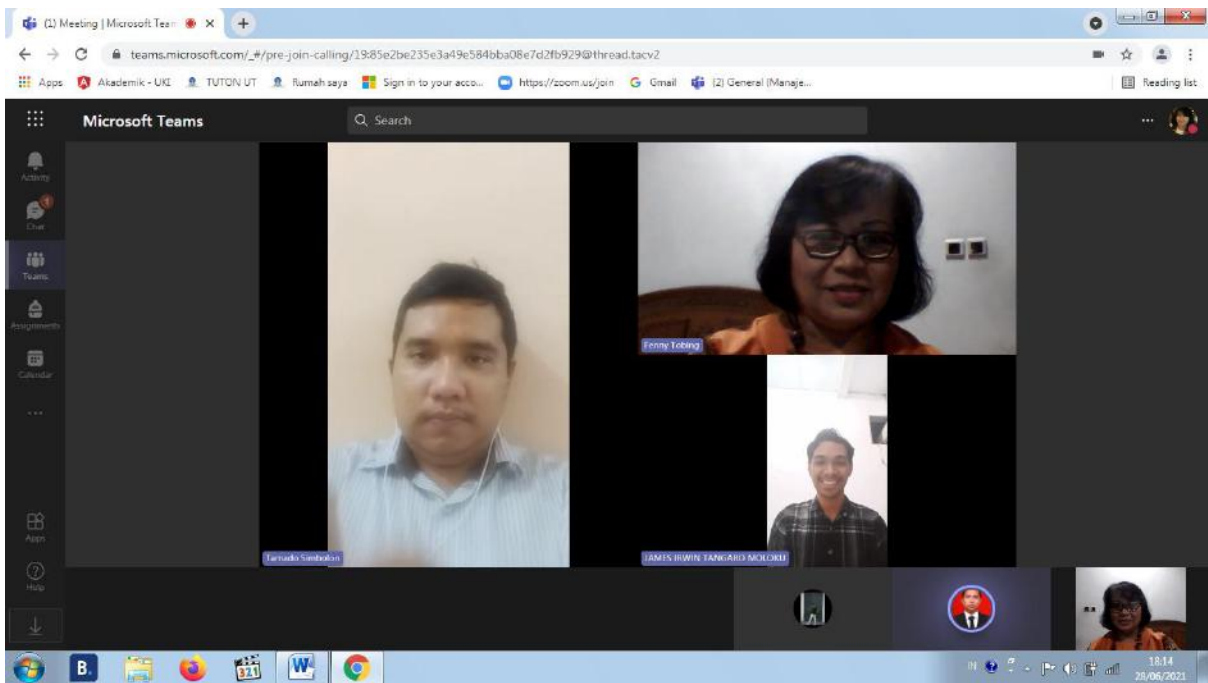 (1) Meeting | Microsoft Team
teams.microsoft.com/_#/pre-join-calling/19:85e2be235e3a49e584bba08e7d2fb929@thread.tacv2
Apps Akademik - UKI TUTON UT Rumah saya Sign in to your acco... https://zoom.us/join Gmail (2) General (Manaje... Reading list
Microsoft Teams Search
Activity
Chat
Teams
Assignments
Calendar
Apps
Help
Fenny Tobing
Tarnado Simbolon
JAMES IRWIN TANGARO MOLOKU
B. 321 W IN 18:14
28/06/2021